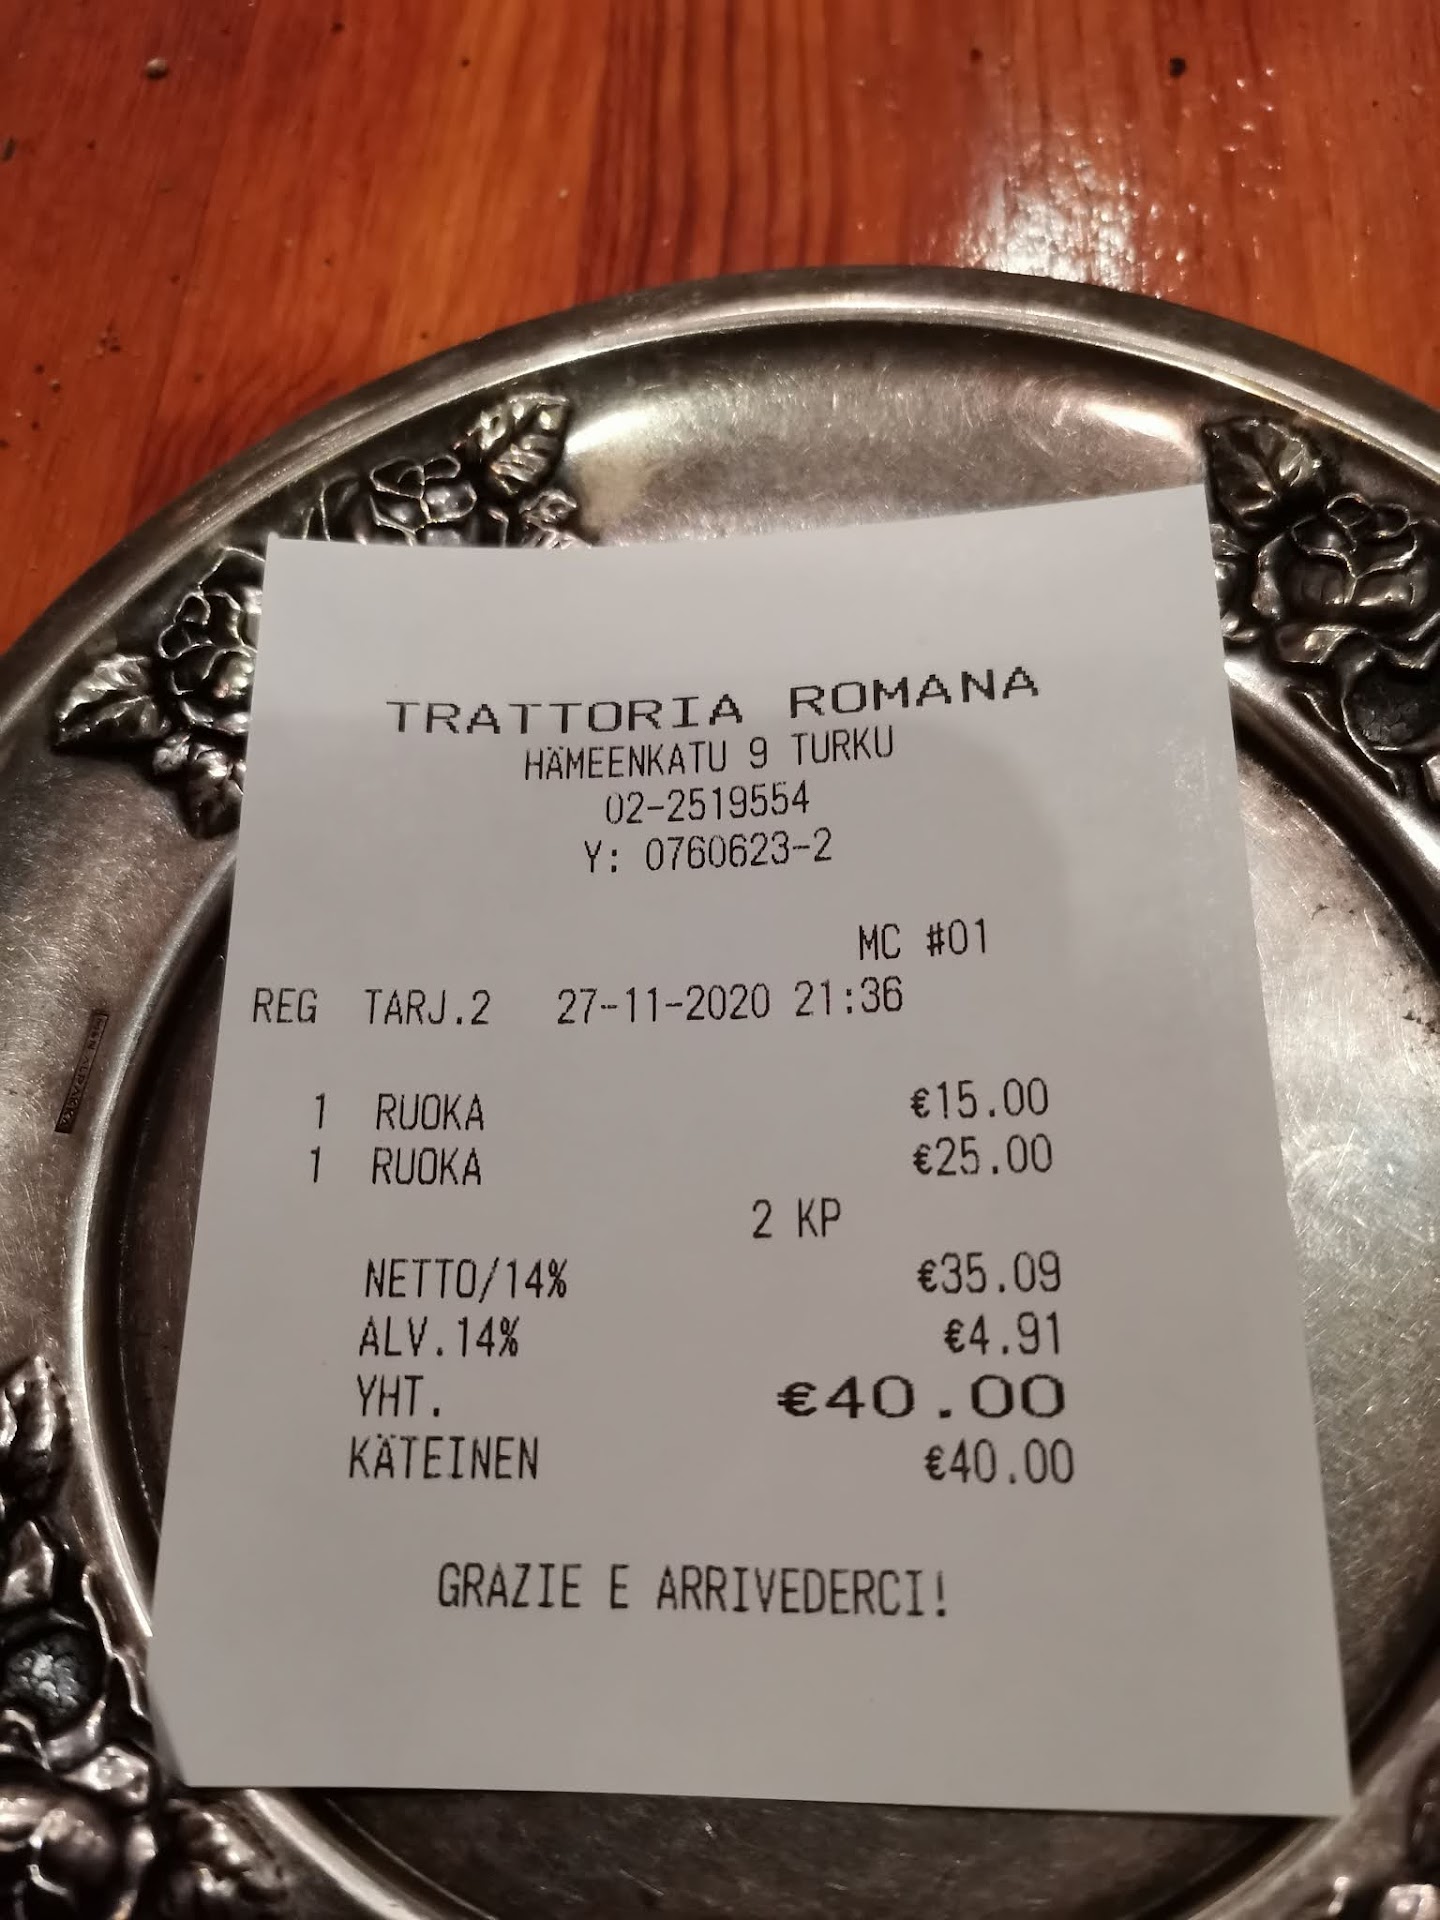 TRATTORIA ROMANA
HÄMEENKATU 9 TURKU
02-2519554
Y: 0760623-2
MC #01
REG TARJ.2 27-11-2020 21:36
1 RUOKA €15.00
1 RUOKA €25.00
2 KP
NETTO/14% €35.09
ALV.14% €4.91
YHT. €40.00
KÄTEINEN €40.00
GRAZIE E ARRIVEDERCI!